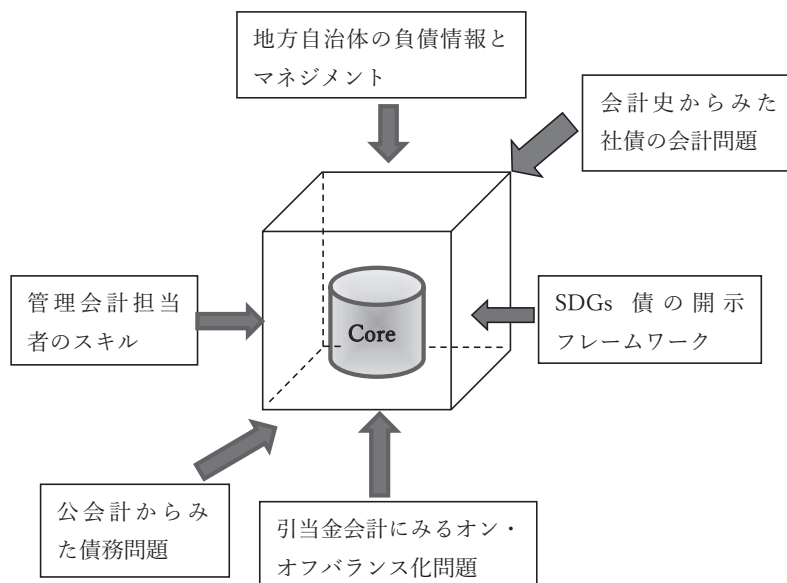 地方自治体の負債情報と
マネジメント
会計史からみた
社債の会計問題
管理会計担当
者のスキル
Core
SDGs 債の開示
フレームワーク
公会計からみ
た債務問題
引当金会計にみるオン・
オフバランス化問題